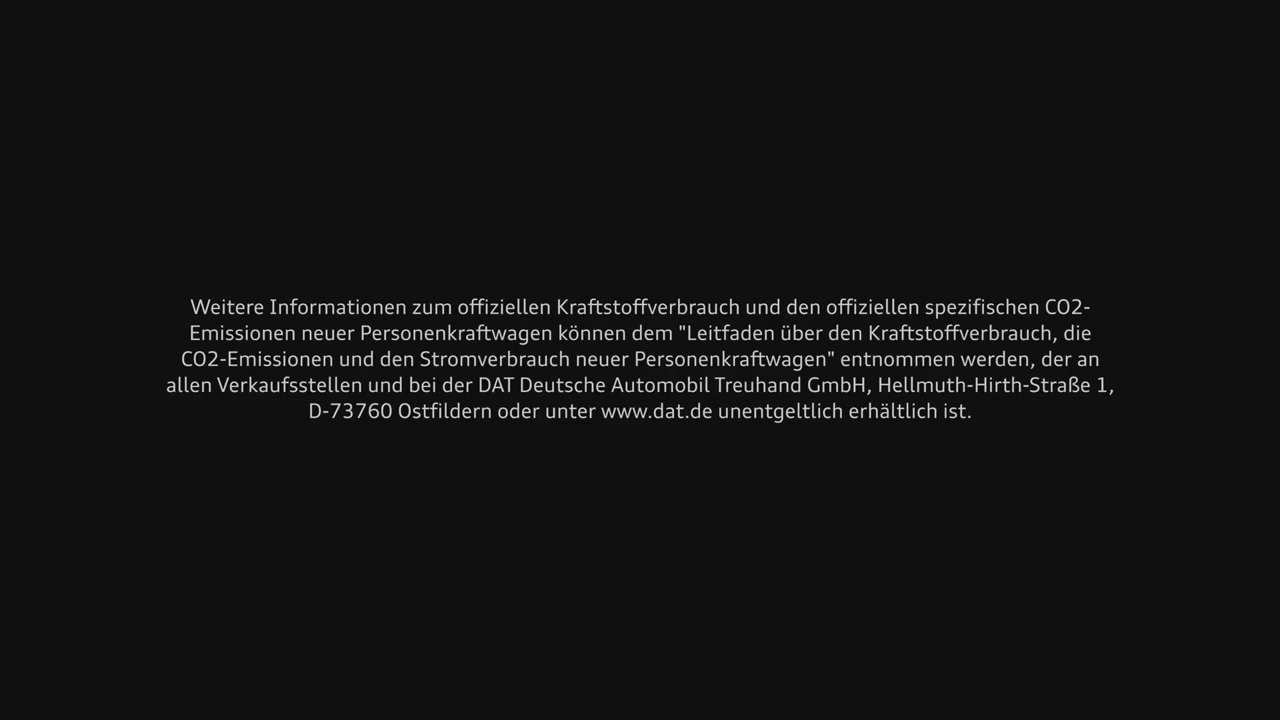 Weitere Informationen zum offiziellen Kraftstoffverbrauch und den offiziellen spezifischen CO2-
Emissionen neuer Personenkraftwagen können dem "Leitfaden über den Kraftstoffverbrauch, die
CO2-Emissionen und den Stromverbrauch neuer Personenkraftwagen" entnommen werden, der an
allen Verkaufsstellen und bei der DAT Deutsche Automobil Treuhand GmbH, Hellmuth-Hirth-Straße 1,
D-73760 Ostfildern oder unter www.dat.de unentgeltlich erhältlich ist.